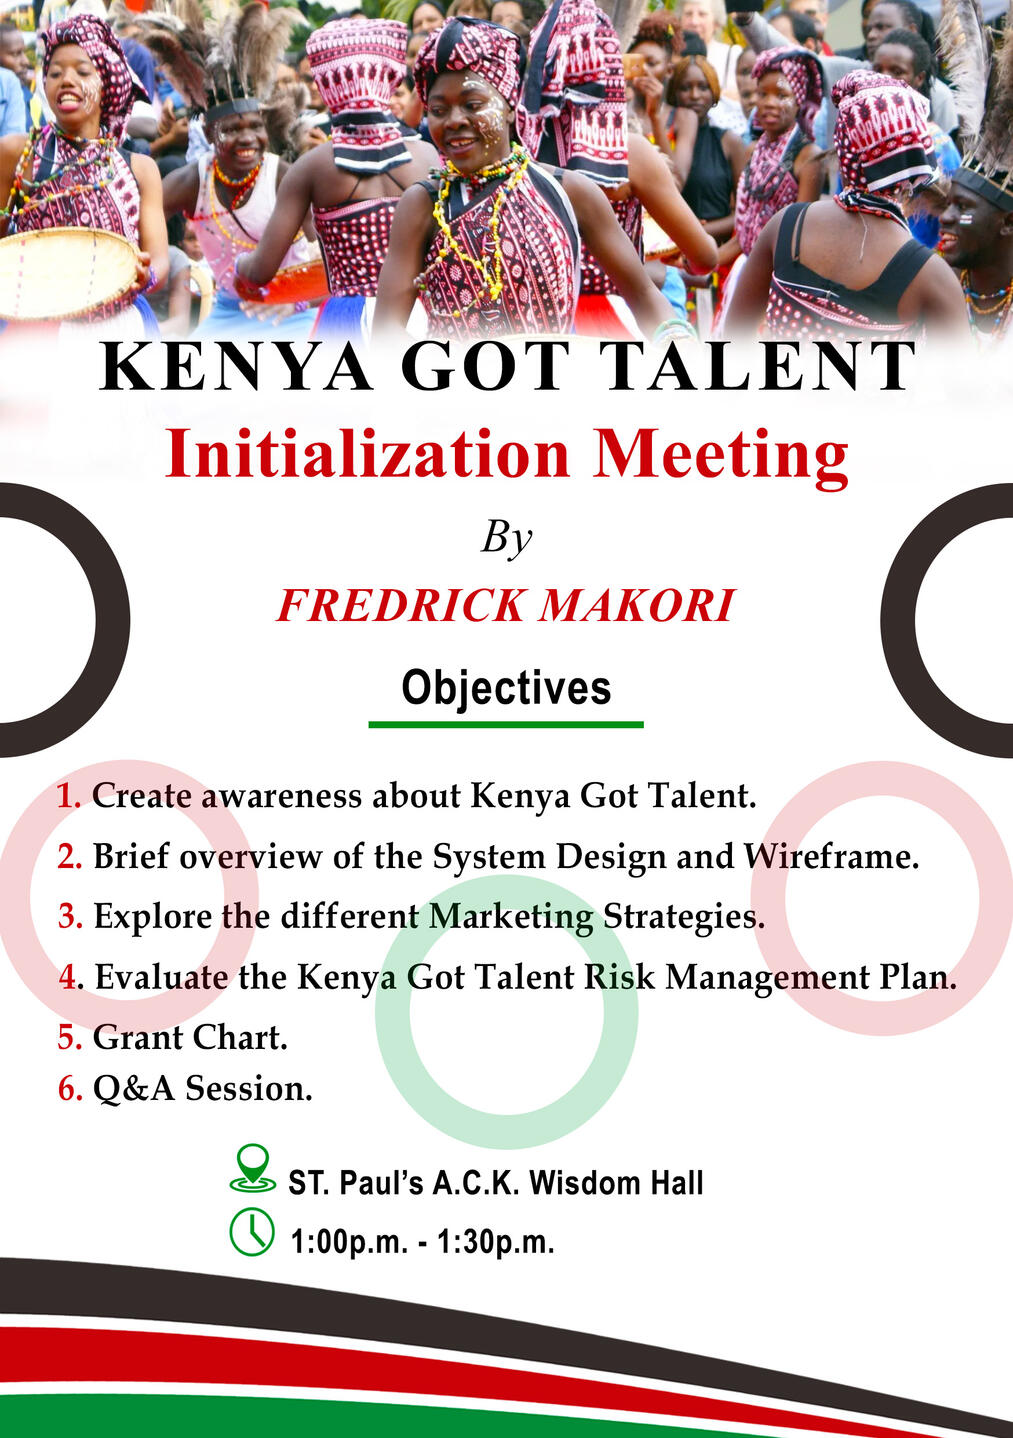 KENYA GOT TALENT
Initialization Meeting
By
FREDRICK MAKORI
Objectives
1. Create awareness about Kenya Got Talent.
2. Brief overview of the System Design and Wireframe.
3. Explore the different Marketing Strategies.
4. Evaluate the Kenya Got Talent Risk Management Plan.
5. Grant Chart.
6. Q&A Session.
ST. Paul’s A.C.K. Wisdom Hall
1:00p.m. - 1:30p.m.